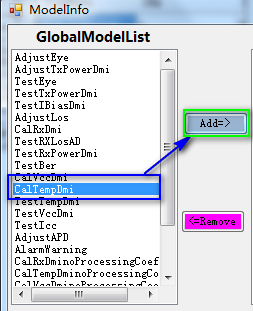 ModelInfo
GlobalModelList
AdjustEye
AdjustTxPowerDmi
TestEye
TestTxPowerDmi
TestIBiasDmi
AdjustLos
CalRxDmi
TestRXLosAD
TestRxPowerDmi
TestBer
CalVccDmi
CalTempDmi
TestTempDmi
TestVccDmi
TestIcc
AdjustAPD
AlarmWarning
CalRxDminoProcessingCoef
CalTempDminoProcessingCo
CalVccDminoProcessingCoef
Add=>
<=Remove